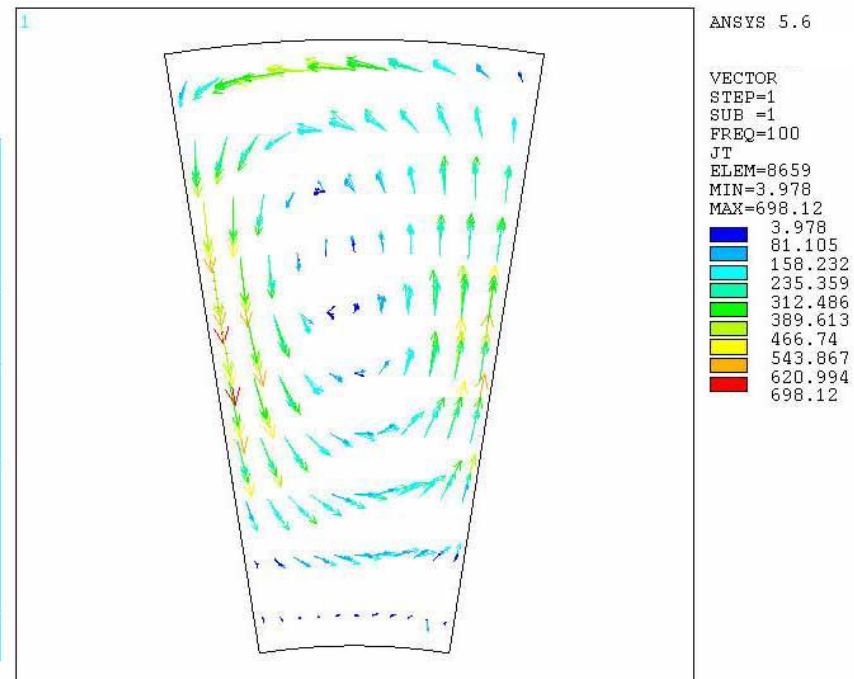 1
ANSYS 5.6
VECTOR
STEP=1
SUB =1
FREQ=100
JT
ELEM=8659
MIN=3.978
MAX=698.12
3.978
81.105
158.232
235.359
312.486
389.613
466.74
543.867
620.994
698.12